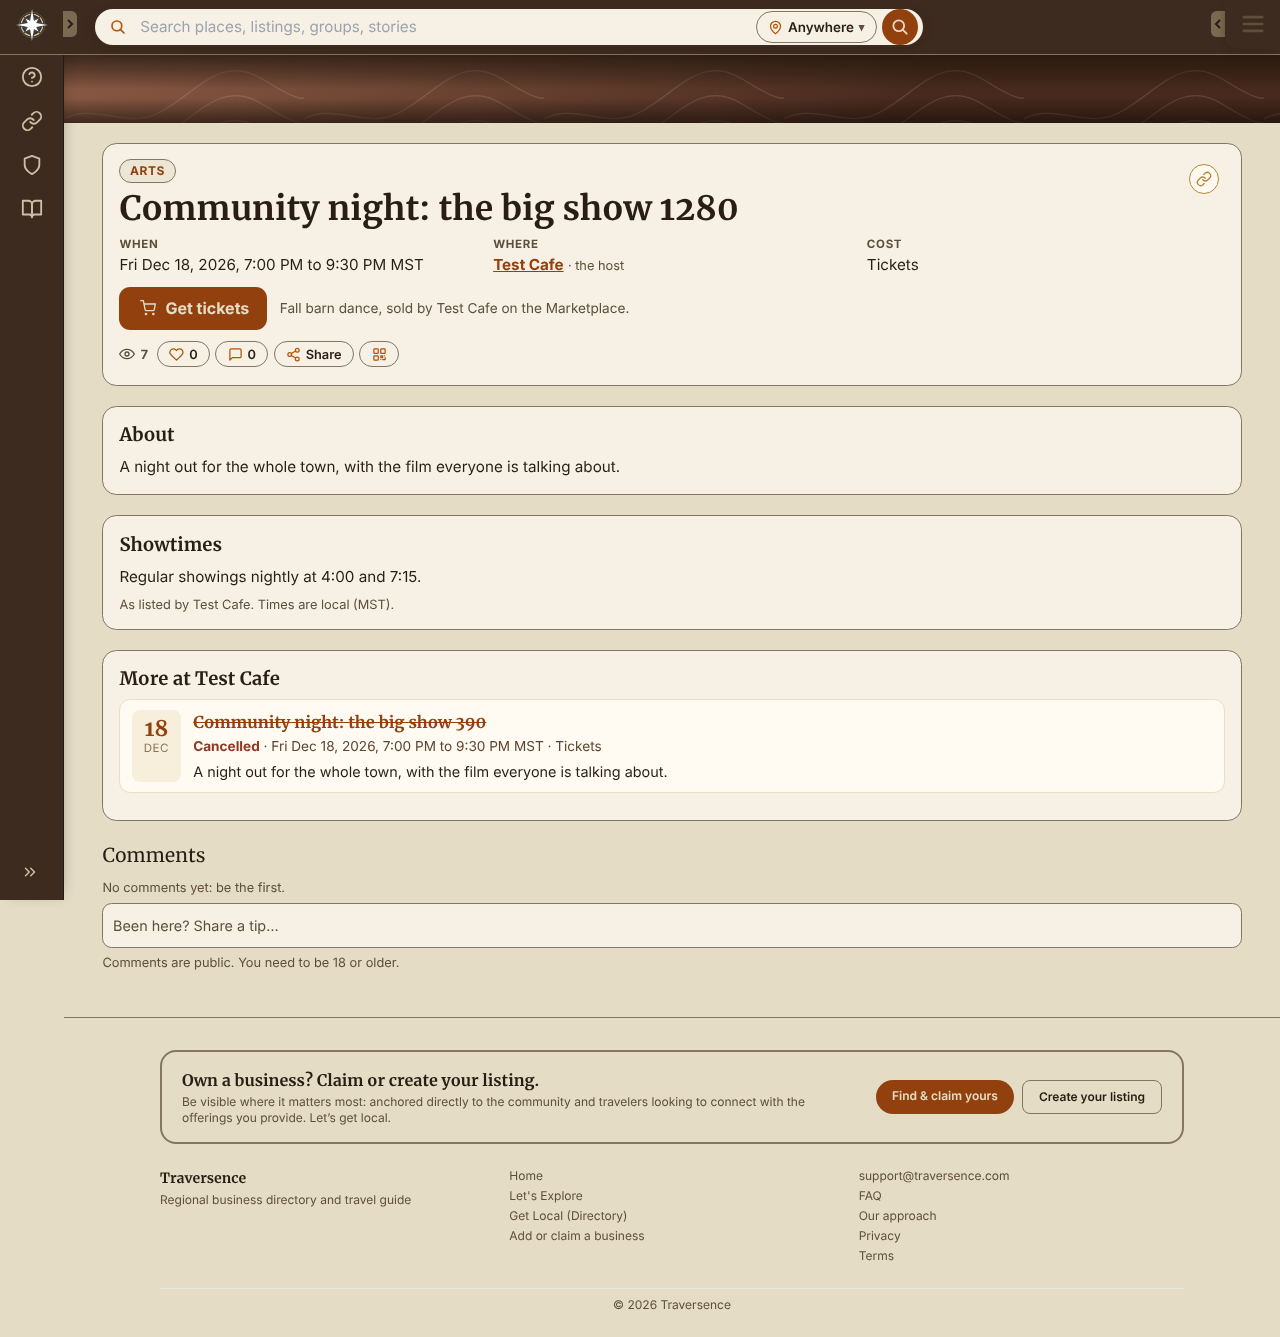 Search places, listings, groups, stories
Anywhere ▾
ARTS
Community night: the big show 1280
WHEN
Fri Dec 18, 2026, 7:00 PM to 9:30 PM MST
WHERE
Test Cafe · the host
COST
Tickets
Get tickets
Fall barn dance, sold by Test Cafe on the Marketplace.
7
0
0
Share
About
A night out for the whole town, with the film everyone is talking about.
Showtimes
Regular showings nightly at 4:00 and 7:15.
As listed by Test Cafe. Times are local (MST).
More at Test Cafe
18
DEC
Community night: the big show 390
Cancelled · Fri Dec 18, 2026, 7:00 PM to 9:30 PM MST · Tickets
A night out for the whole town, with the film everyone is talking about.
Comments
No comments yet: be the first.
Been here? Share a tip...
Comments are public. You need to be 18 or older.
Own a business? Claim or create your listing.
Be visible where it matters most: anchored directly to the community and travelers looking to connect with the
offerings you provide. Let’s get local.
Find & claim yours
Create your listing
Traversence
Regional business directory and travel guide
Home
Let's Explore
Get Local (Directory)
Add or claim a business
support@traversence.com
FAQ
Our approach
Privacy
Terms
© 2026 Traversence